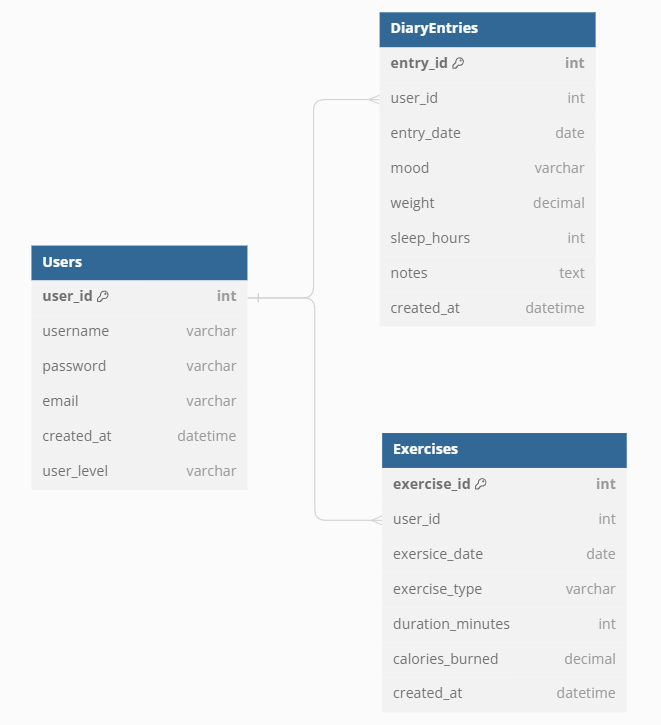 DiaryEntries
entry_id int
user_id int
entry_date date
mood varchar
weight decimal
sleep_hours int
notes text
created_at datetime
Users
user_id int
username varchar
password varchar
email varchar
created_at datetime
user_level varchar
Exercises
exercise_id int
user_id int
exersice_date date
exercise_type varchar
duration_minutes int
calories_burned decimal
created_at datetime